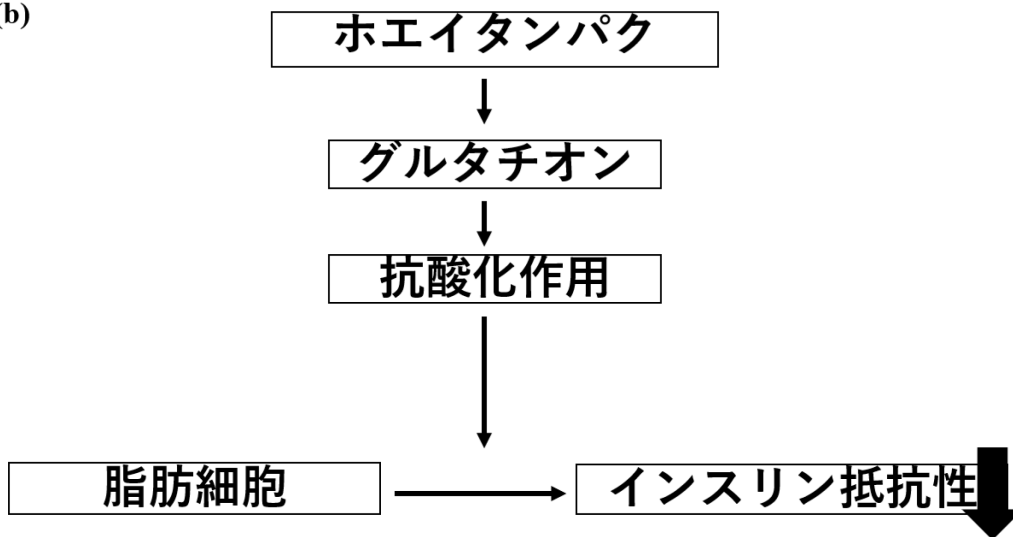 (b)
ホエイタンパク
グルタチオン
抗酸化作用
脂肪細胞
インスリン抵抗性